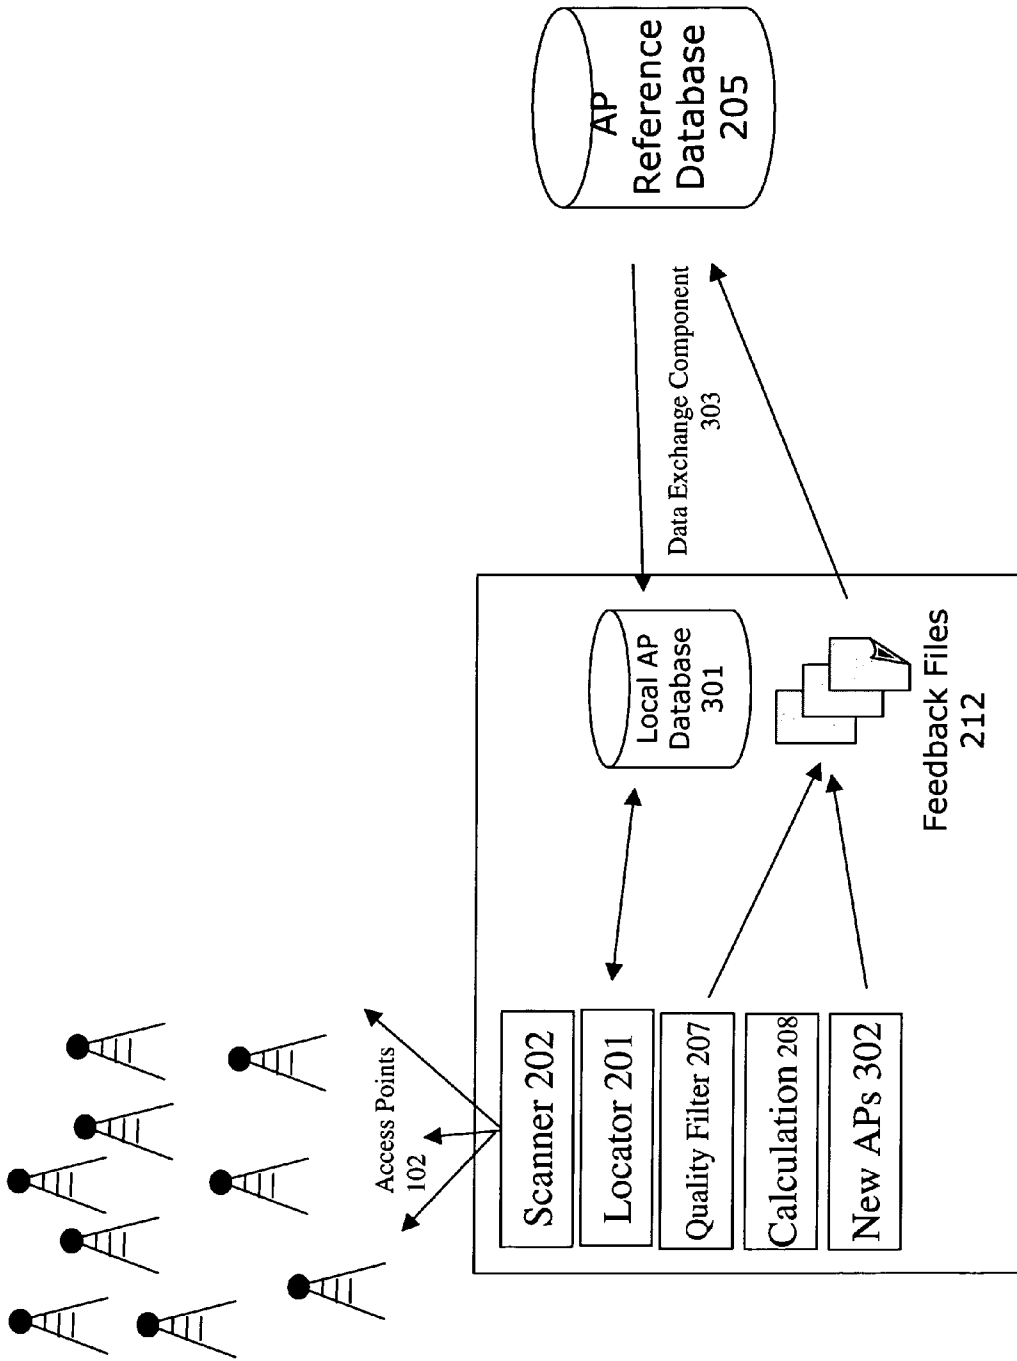 Access Points
102
Scanner 202
Locator 201
Quality Filter 207
Calculation 208
New APs 302
Local AP
Database
301
Feedback Files
212
Data Exchange Component
303
AP
Reference
Database
205